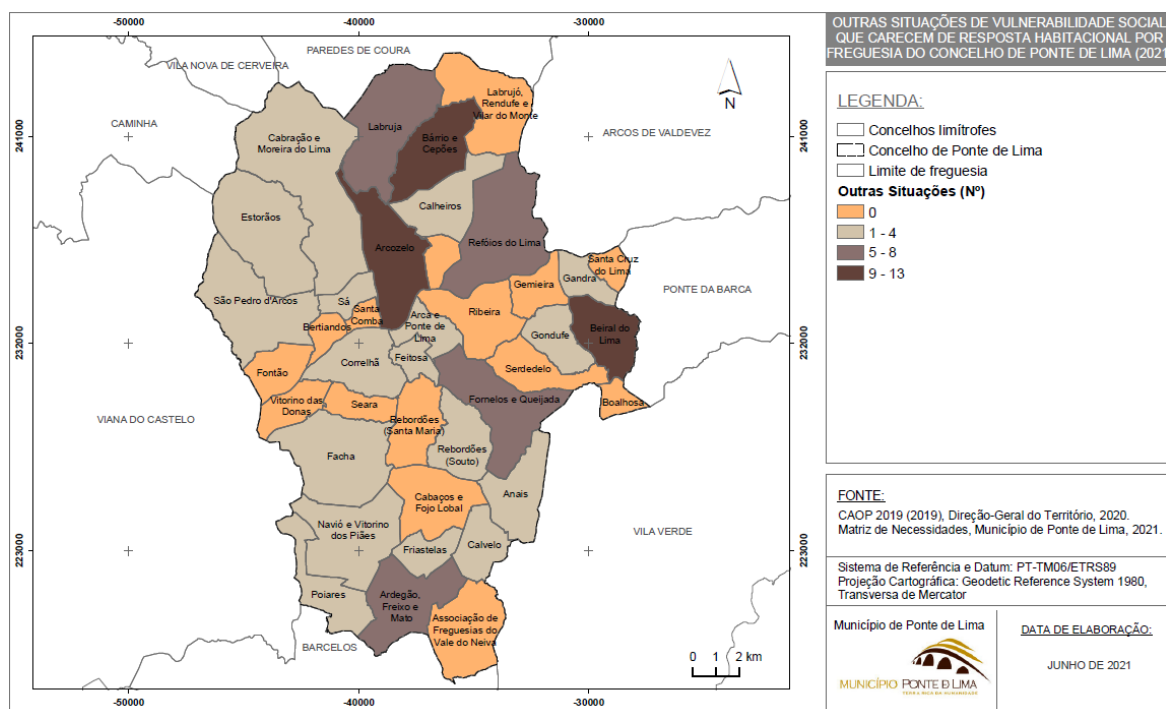 -50000
-40000
-30000
PAREDES DE COURA
VILA NOVA DE CERVEIRA
CAMINHA
ARCOS DE VALDEVEZ
PONTE DA BARCA
VIANA DO CASTELO
VILA VERDE
BARCELOS
241000
232000
223000
241000
232000
223000
N
Labrujó,
Rendufe e
Vilar do Monte
Labruja
Bárrio e
Cepões
Cabração e
Moreira do Lima
Calheiros
Estorãos
Refóios do Lima
Arcozelo
Santa Cruz
do Lima
Gandra
Gemieira
São Pedro d'Arcos
Sá
Santa
Comba
Bertiandos
Arca e
Ponte de
Lima
Ribeira
Beiral do
Lima
Gondufe
Correlhã
Feitosa
Fontão
Serdedelo
Boalhosa
Vitorino das
Donas
Seara
Fornelos e Queijada
Rebordões
(Santa Maria)
Rebordões
(Souto)
Facha
Anais
Cabaços e
Fojo Lobal
Navió e Vitorino
dos Piães
Friastelas
Calvelo
Poiares
Ardegão,
Freixo e
Mato
Associação de
Freguesias do
Vale do Neiva
0 1 2 km
-50000
-40000
-30000
OUTRAS SITUAÇÕES DE VULNERABILIDADE SOCIAL
QUE CARECEM DE RESPOSTA HABITACIONAL POR
FREGUESIA DO CONCELHO DE PONTE DE LIMA (2021
LEGENDA:
Concelhos limítrofes
Concelho de Ponte de Lima
Limite de freguesia
Outras Situações (Nº)
0
1 - 4
5 - 8
9 - 13
FONTE:
CAOP 2019 (2019), Direção-Geral do Território, 2020.
Matriz de Necessidades, Município de Ponte de Lima, 2021.
Sistema de Referência e Datum: PT-TM06/ETRS89
Projeção Cartográfica: Geodetic Reference System 1980,
Transversa de Mercator
Município de Ponte de Lima
MUNICÍPIO PONTE D LIMA
TERRA RICA DA HUMANIDADE
DATA DE ELABORAÇÃO:
JUNHO DE 2021